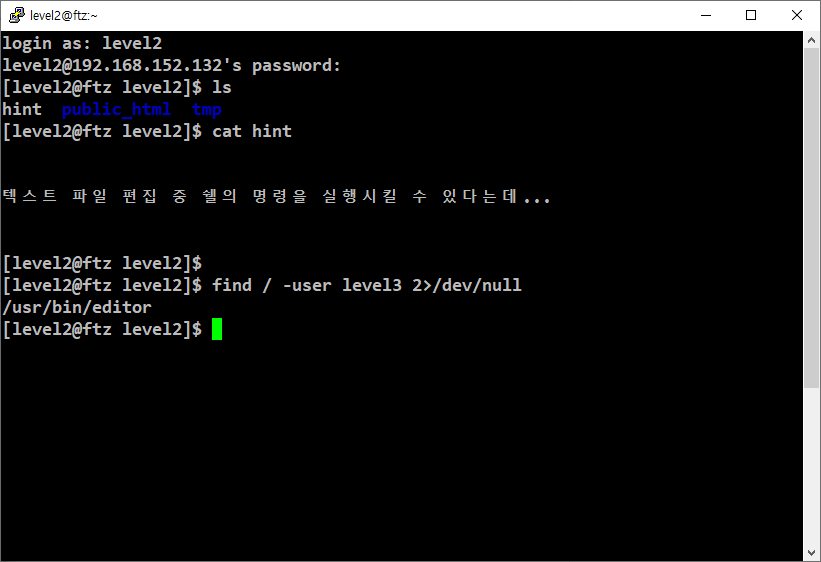 level2@ftz:~
login as: level2
level2@192.168.152.132's password:
[level2@ftz level2]$ ls
hint  public_html  tmp
[level2@ftz level2]$ cat hint
텍스트 파일 편집 중 쉘의 명령을 실행시킬 수 있다는데...
[level2@ftz level2]$
[level2@ftz level2]$ find / -user level3 2>/dev/null
/usr/bin/editor
[level2@ftz level2]$